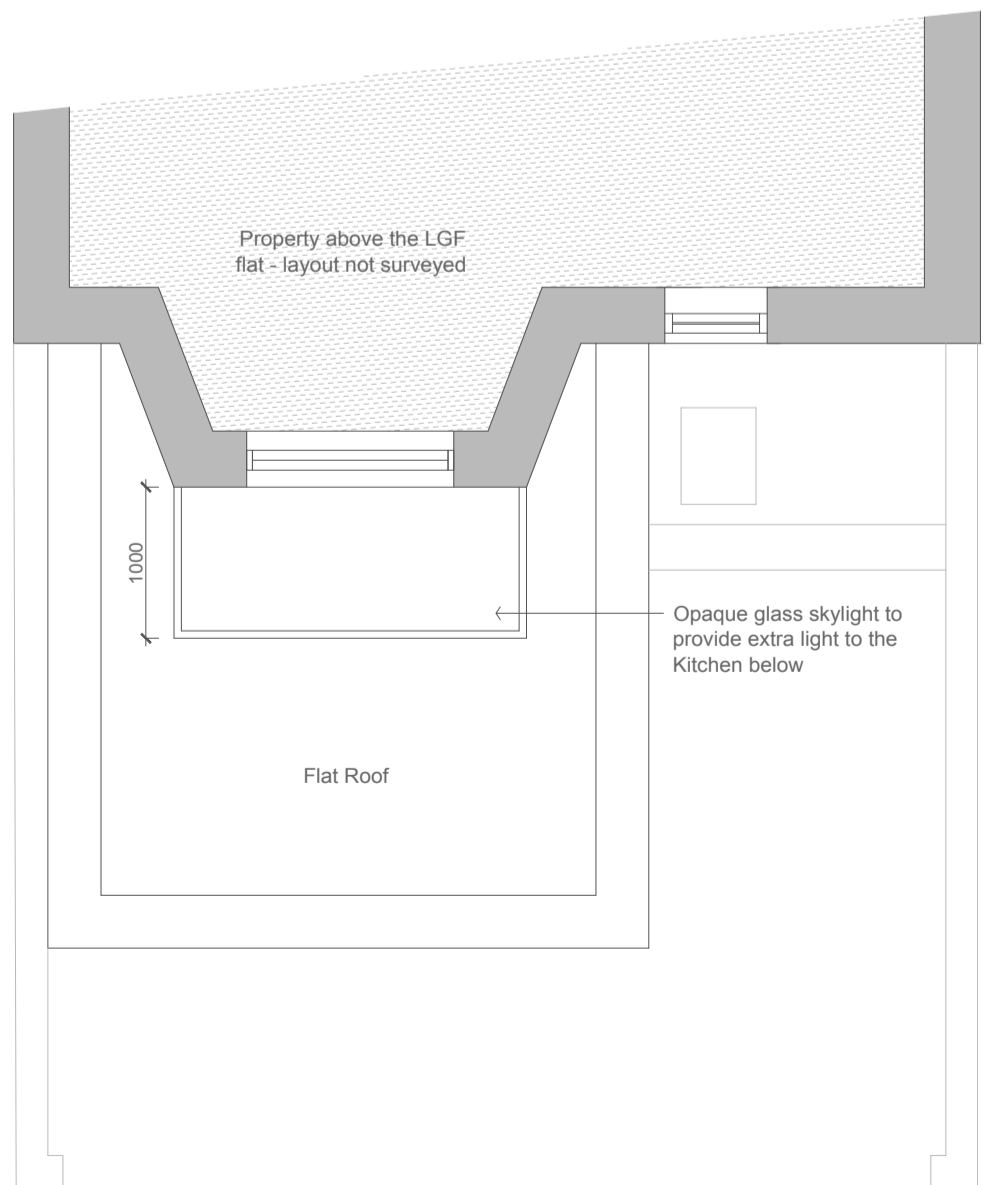 Property above the LGF
flat - layout not surveyed
1000
Opaque glass skylight to
provide extra light to the
Kitchen below
Flat Roof